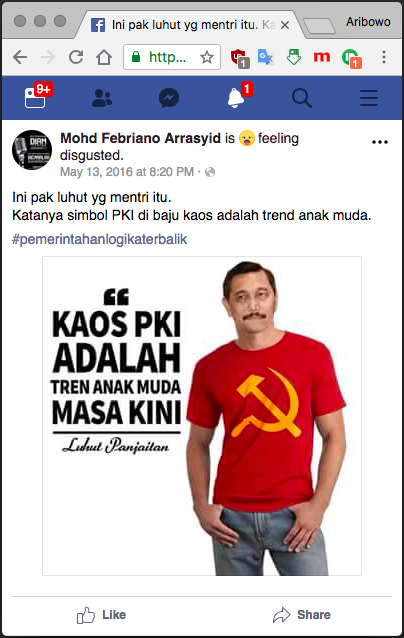 Ini pak luhut yg mentri itu. Ka
Aribowo
https:...
1
1
9+
1
Mohd Febriano Arrasyid is feeling
disgusted.
May 13, 2016 at 8:20 PM ·
Ini pak luhut yg mentri itu.
Katanya simbol PKI di baju kaos adalah trend anak muda.
#pemerintahanlogikaterbalik
KAOS PKI
ADALAH
TREN ANAK MUDA
MASA KINI
Luhut Panjaitan
Like
Share